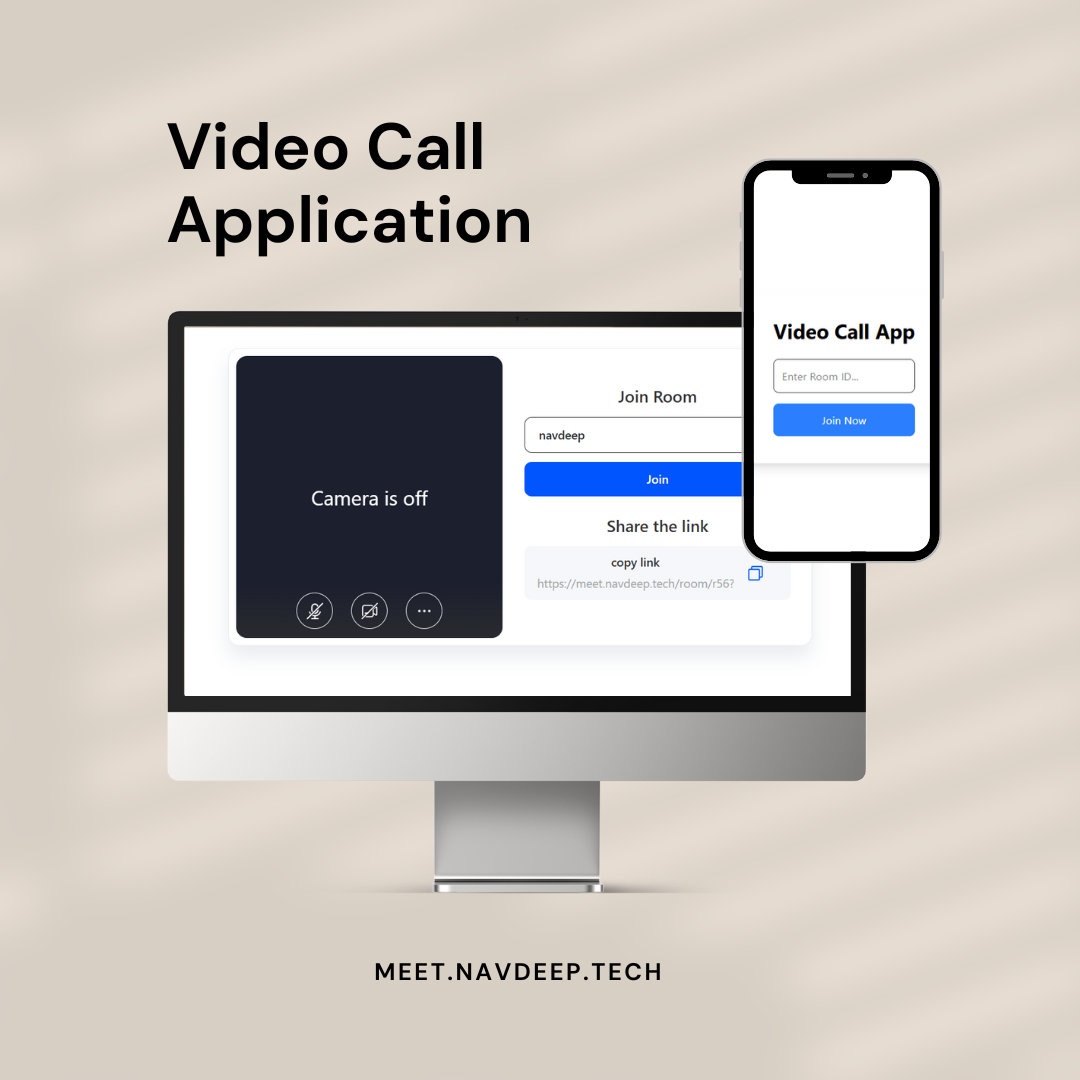 Video Call
Application
Video Call App
Enter Room ID...
Join Now
Join Room
navdeep
Join
Share the link
copy link
https://meet.navdeep.tech/room/r56?
Camera is off
MEET.NAVDEEP.TECH